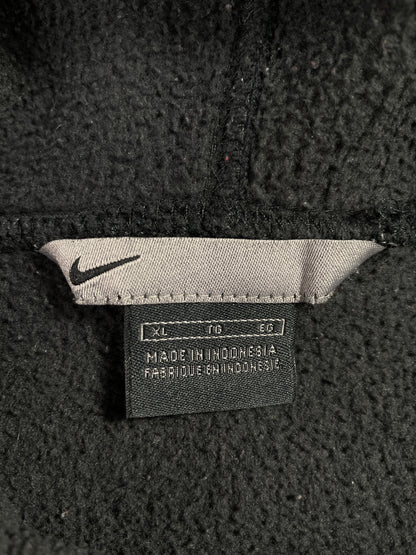 XL TG EG
MADE IN INDONESIA
FABRIQUE EN INDONESIE